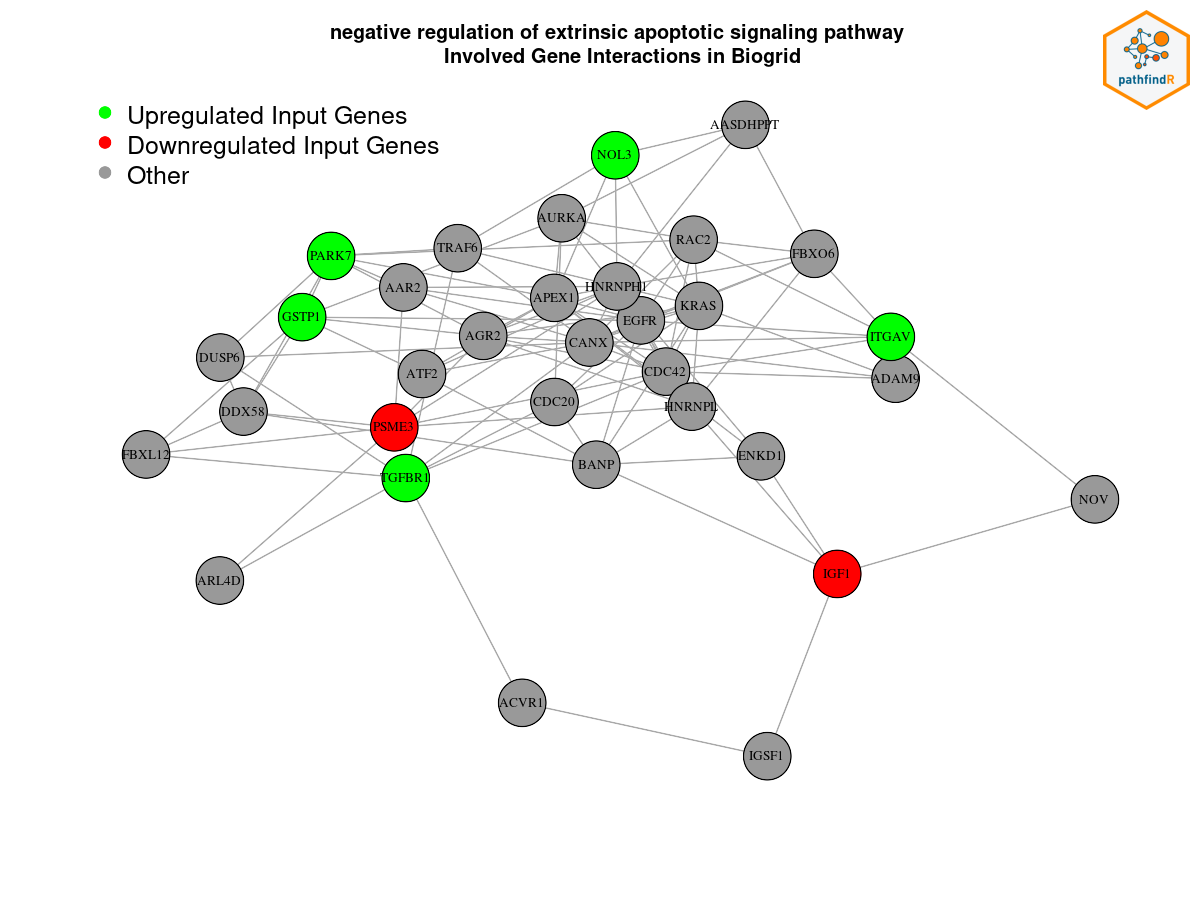 negative regulation of extrinsic apoptotic signaling pathway
Involved Gene Interactions in Biogrid
pathfindR
Upregulated Input Genes
Downregulated Input Genes
Other
AASDHPPT
NOL3
AURKA
RAC2
TRAF6
FBXO6
PARK7
AAR2
HNRNPH1
APEX1
KRAS
GSTP1
EGFR
AGR2
ITGAV
CANX
DUSP6
CDC42
ATF2
ADAM9
CDC20
HNRNPL
DDX58
PSME3
FBXL12
ENKD1
BANP
TGFBR1
NOV
IGF1
ARL4D
ACVR1
IGSF1